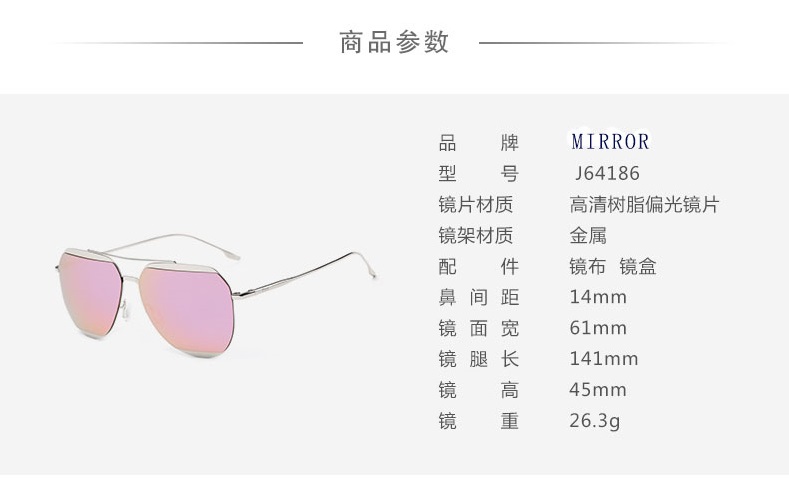 商品参数
品 牌 MIRROR
型 号 J64186
镜片材质 高清树脂偏光镜片
镜架材质 金属
配 件 镜布 镜盒
鼻 间 距 14mm
镜 面 宽 61mm
镜 腿 长 141mm
镜 高 45mm
镜 重 26.3g